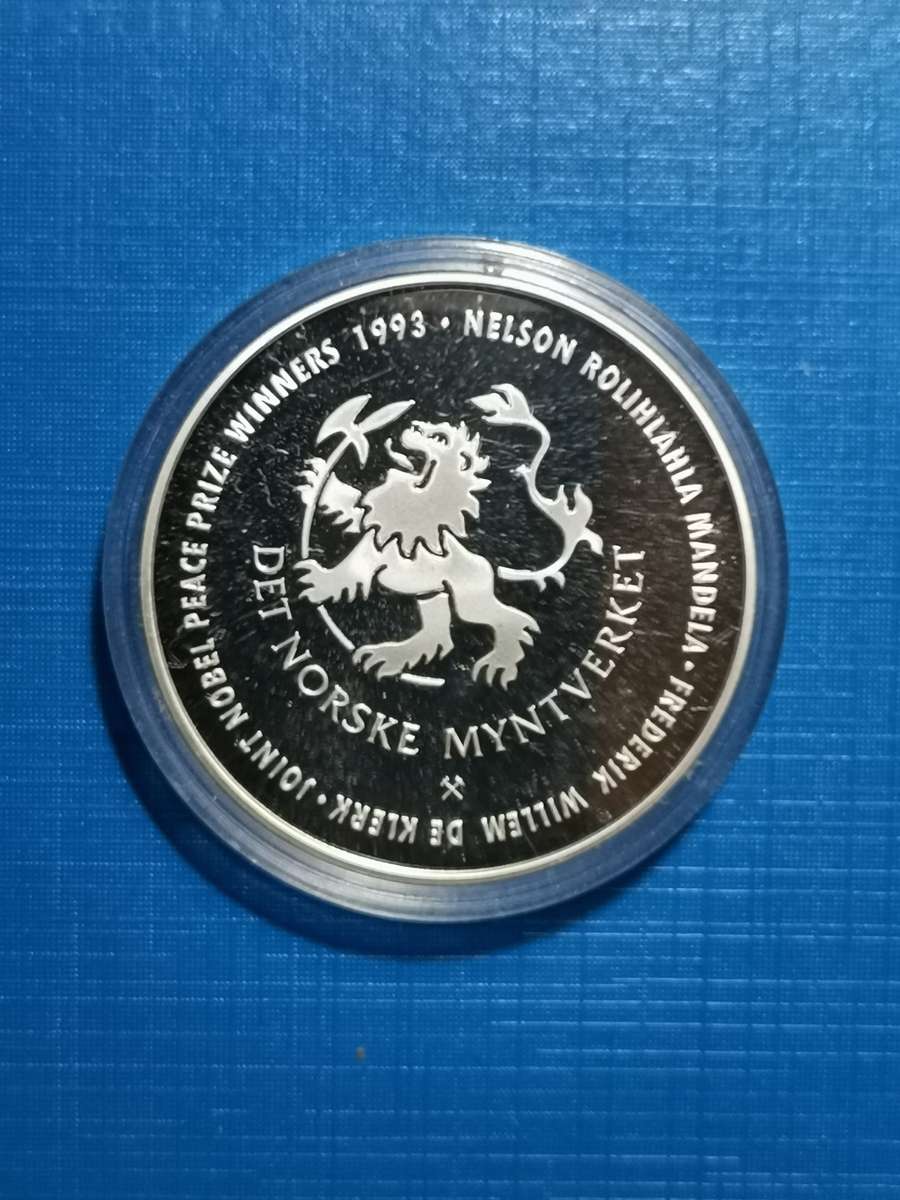 NELSON ROLIHLAHLA MANDELA • FREDERIK WILLEM DE KLERK • JOINT NOBEL PEACE PRIZE WINNERS 1993 •
DET NORSKE MYNTVERKET